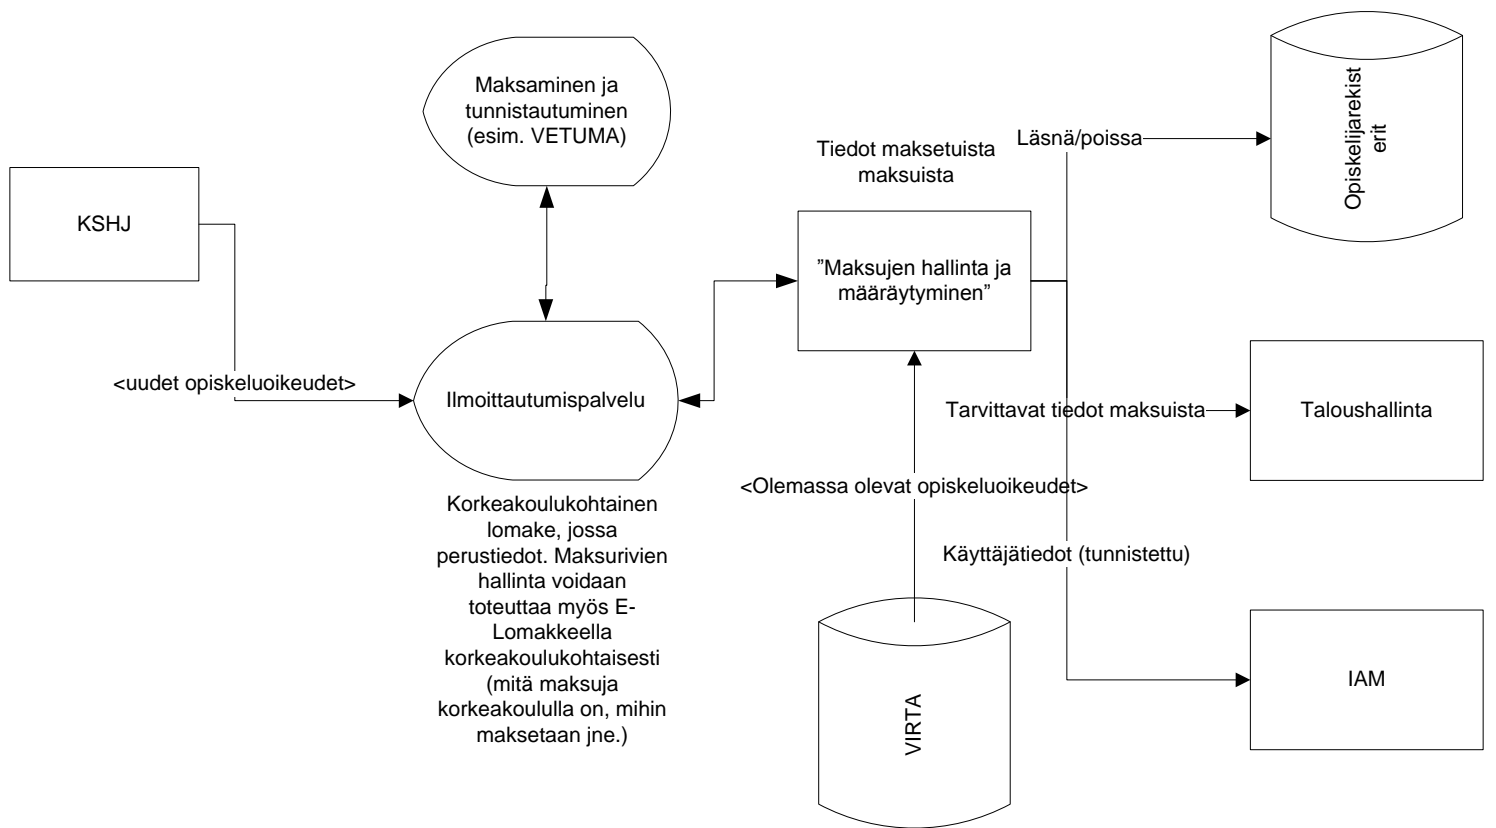 Maksaminen ja
tunnistautuminen
(esim. VETUMA)
KSHJ
<uudet opiskeluoikeudet>
Ilmoittautumispalvelu
Korkeakoulukohtainen
lomake, jossa
perustiedot. Maksurivien
hallinta voidaan
toteuttaa myös E-
Lomakkeella
korkeakoulukohtaisesti
(mitä maksuja
korkeakoululla on, mihin
maksetaan jne.)
Tiedot maksetuista
maksuista
”Maksujen hallinta ja
määräytyminen”
<Olemassa olevat opiskeluoikeudet>
VIRTA
Läsnä/poissa
Opiskelijarekist
erit
Tarvittavat tiedot maksuista
Taloushallinta
Käyttäjätiedot (tunnistettu)
IAM